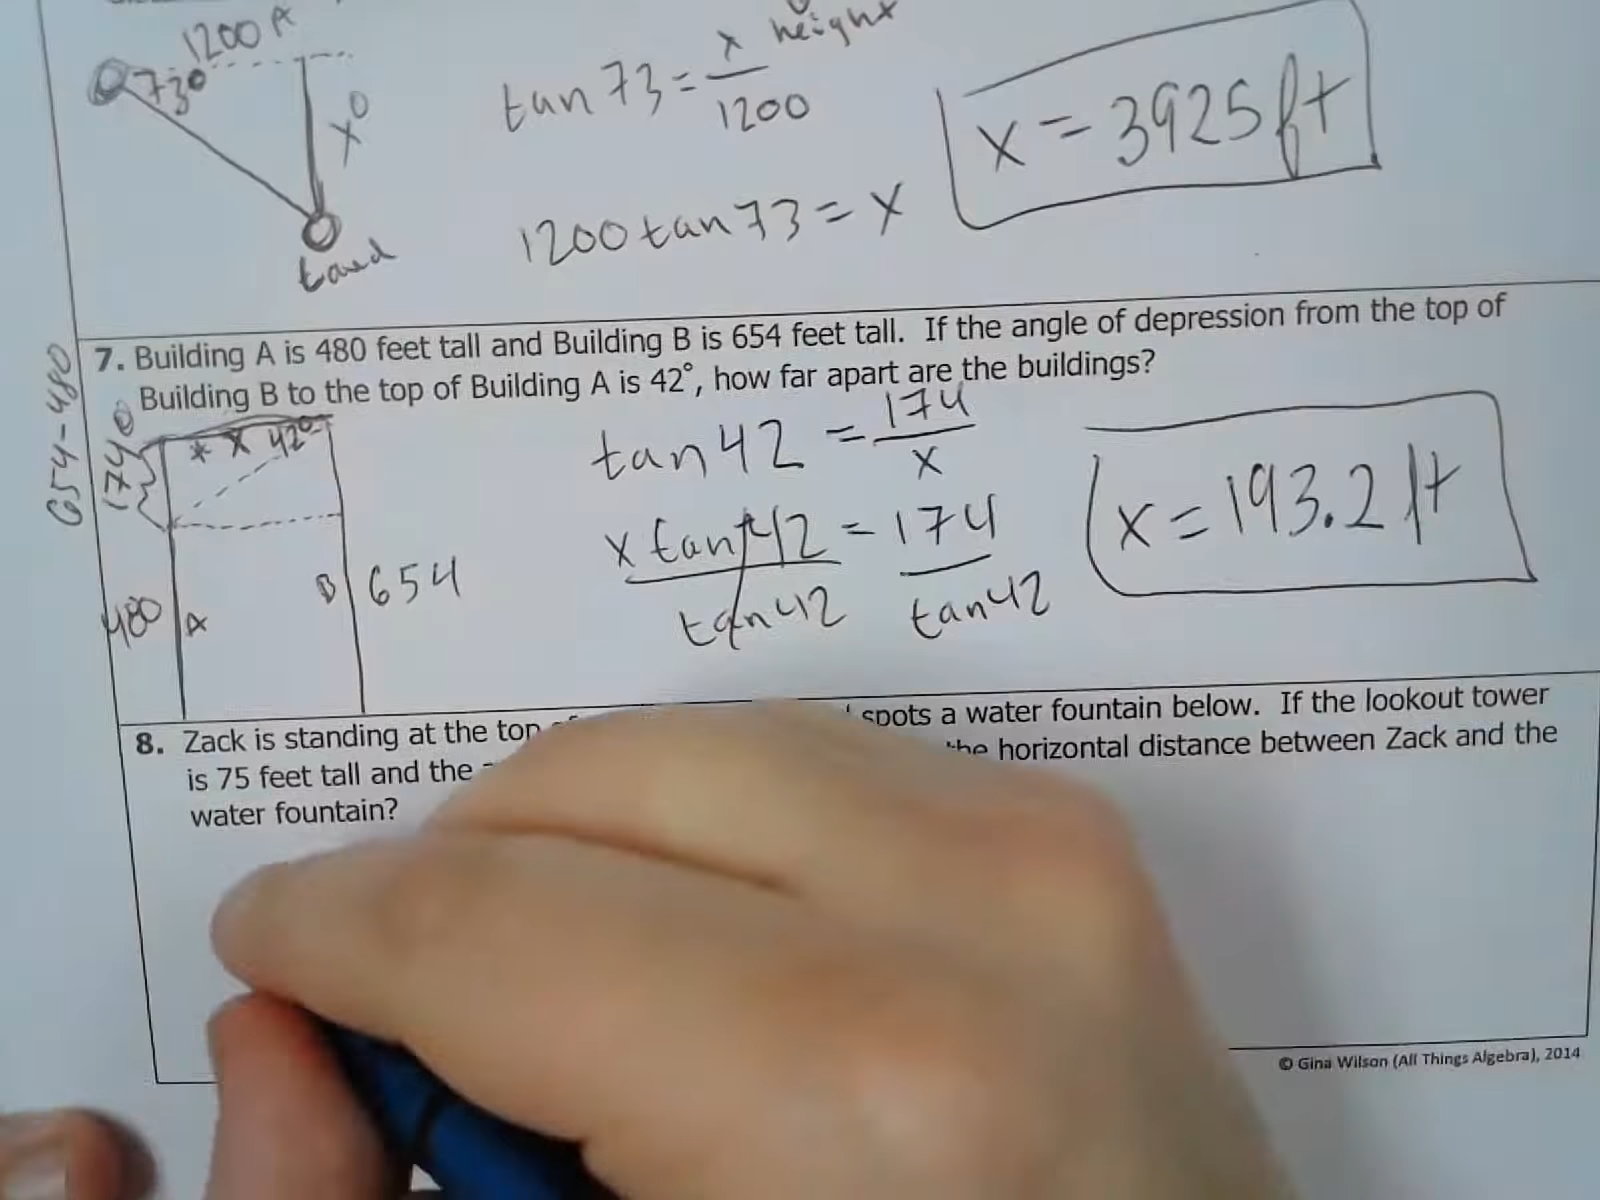 1200 ft
73°
x°
tan 73 = x/1200 height
x = 3925 ft
1200 tan 73 = x
7. Building A is 480 feet tall and Building B is 654 feet tall. If the angle of depression from the top of
Building B to the top of Building A is 42°, how far apart are the buildings?
654-480
174
* x 42°
480
A
B
654
tan 42 = 174/x
x tan 42 = 174
tan 42 tan 42
x = 193.2 ft
8. Zack is standing at the top spots a water fountain below. If the lookout tower
is 75 feet tall and the the horizontal distance between Zack and the
water fountain?
© Gina Wilson (All Things Algebra), 2014